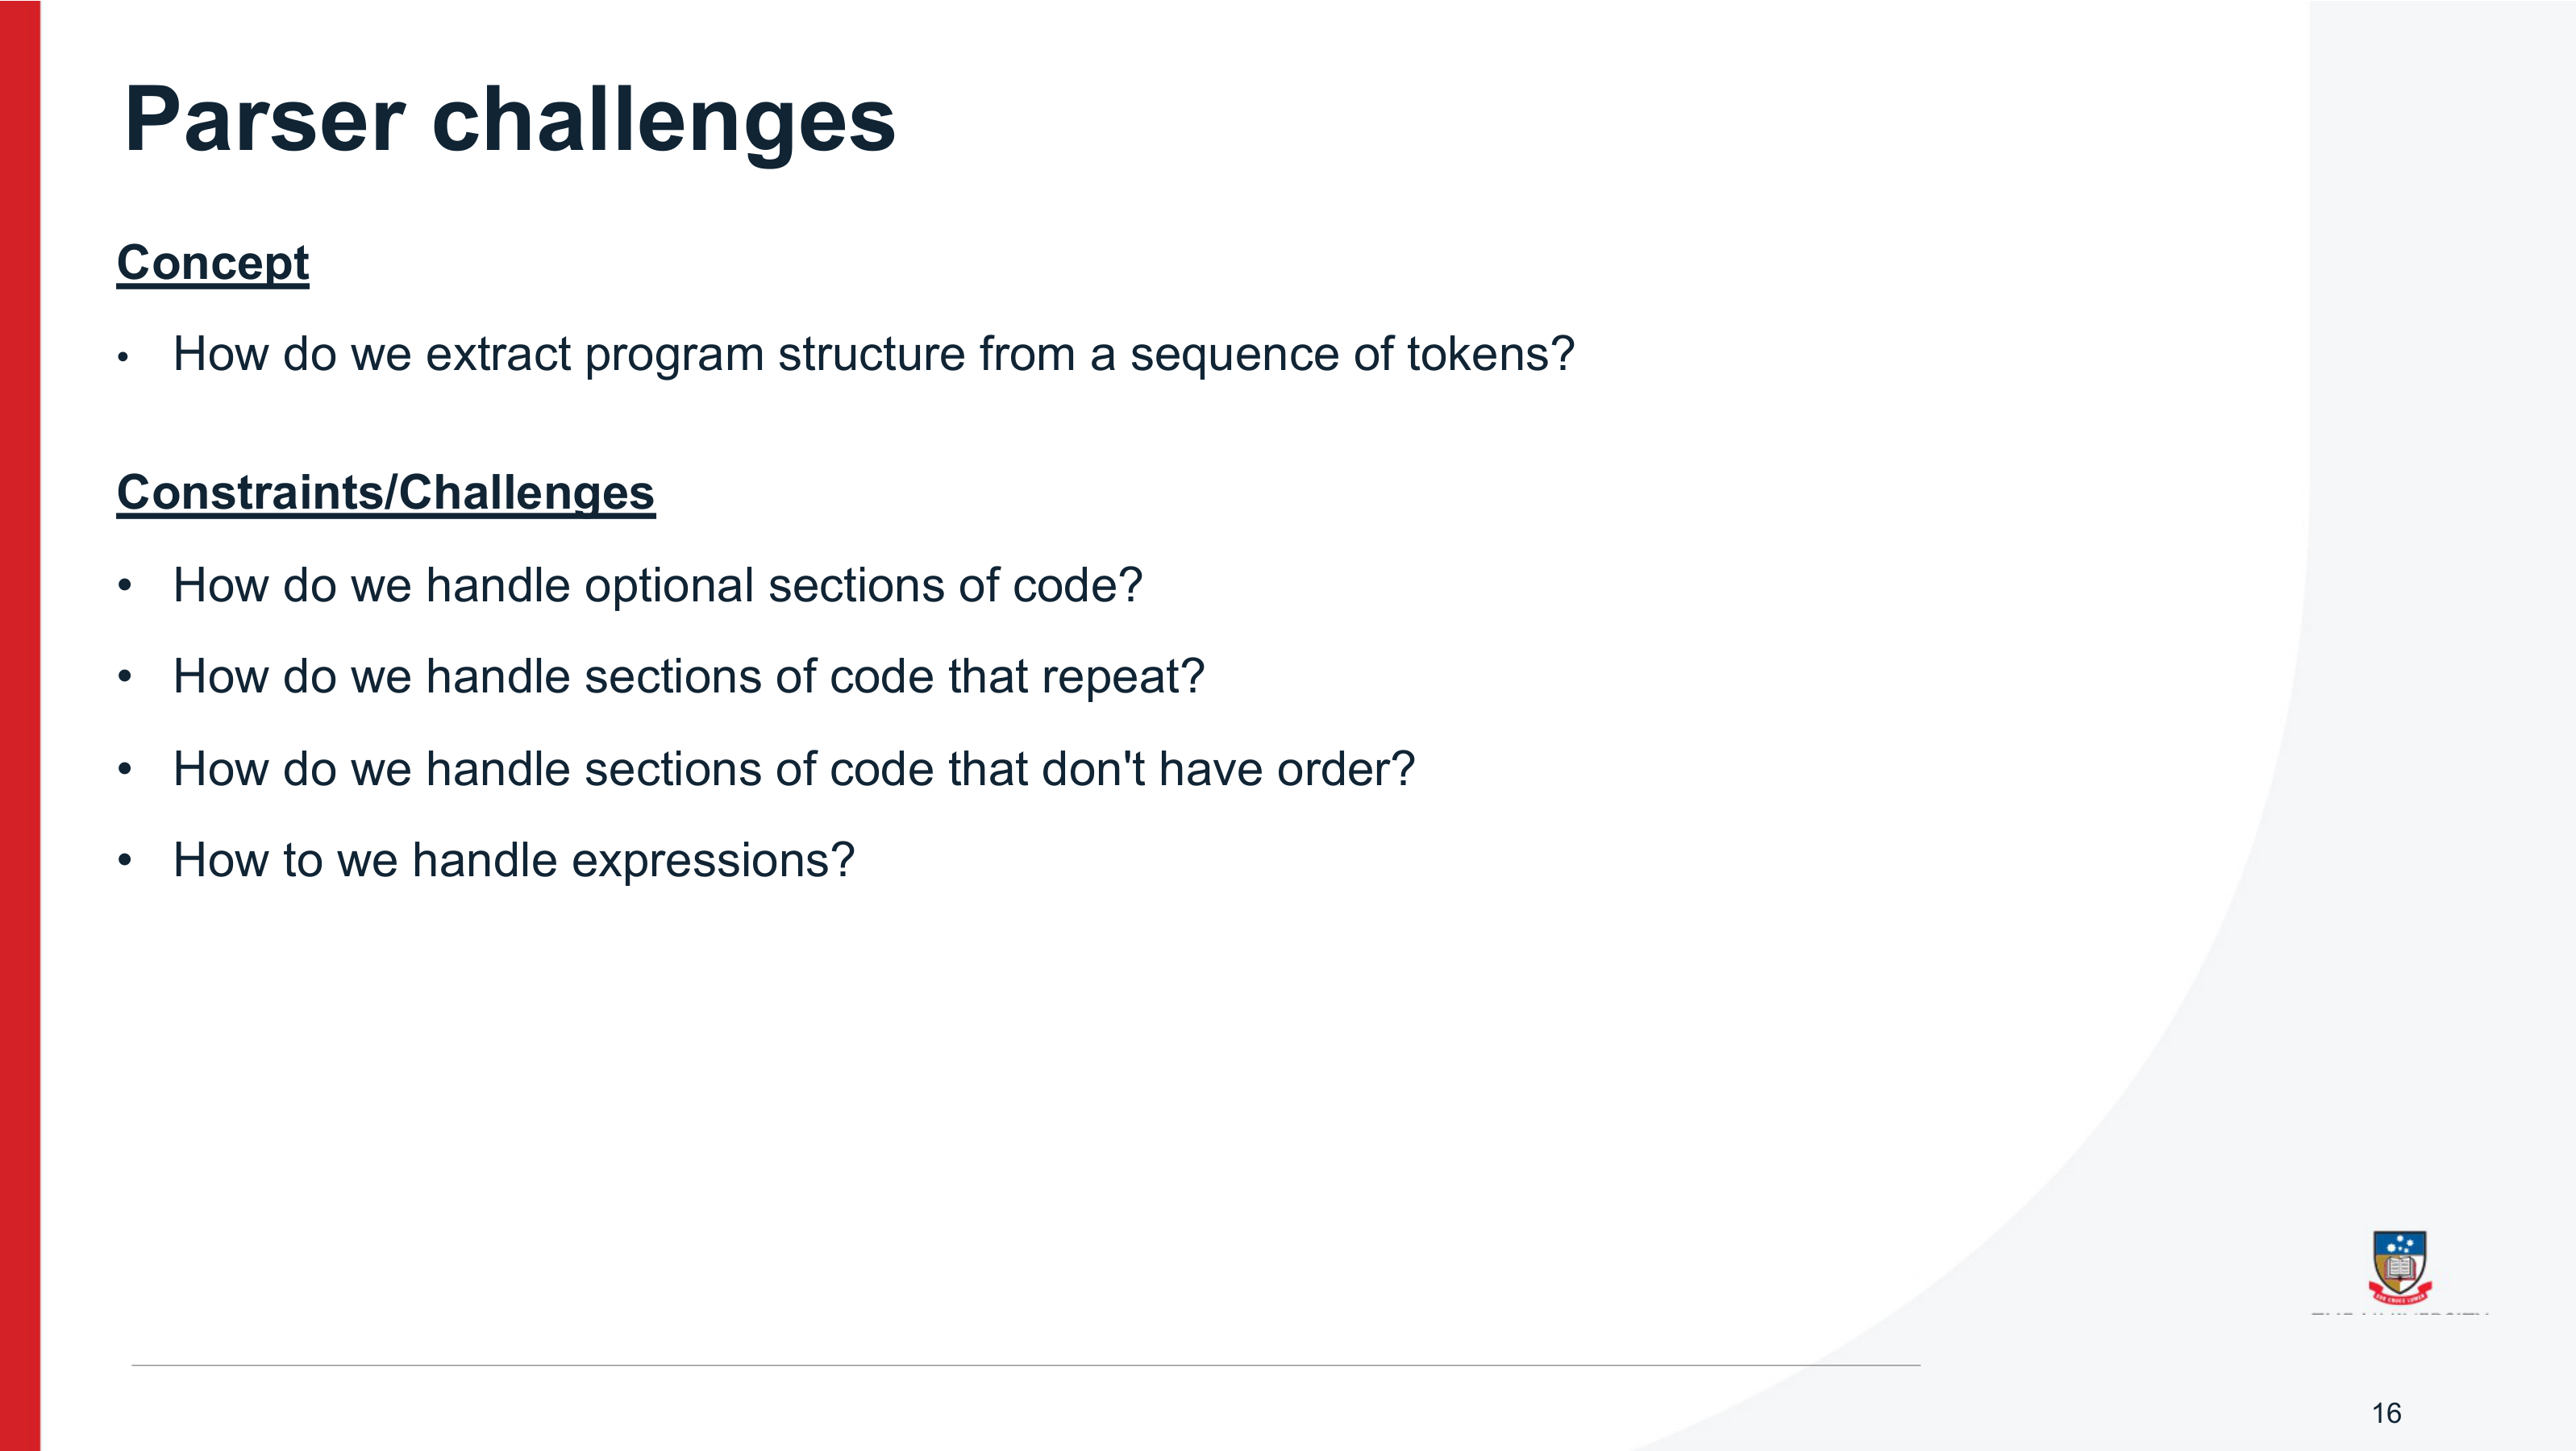 Parser challenges
Concept
• How do we extract program structure from a sequence of tokens?
Constraints/Challenges
• How do we handle optional sections of code?
• How do we handle sections of code that repeat?
• How do we handle sections of code that don't have order?
• How to we handle expressions?
16